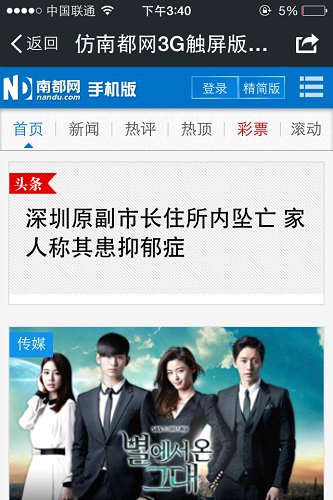 中国联通 下午3:40 5%
返回 仿南都网3G触屏版...
ND 南都网 nandu.com 手机版 登录 精简版
首页 新闻 热评 热顶 彩票 滚动
头条
深圳原副市长住所内坠亡 家
人称其患抑郁症
传媒
별에서 온
그대